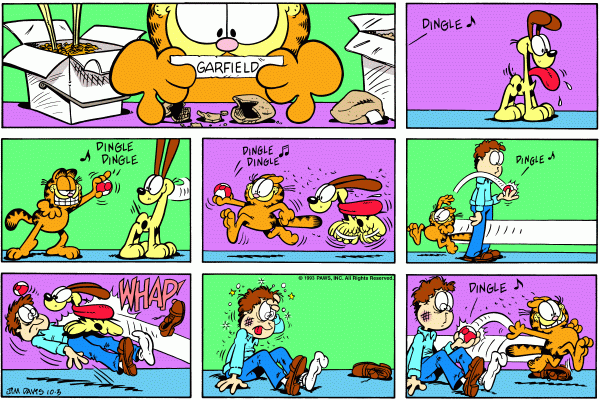 GARFIELD
DINGLE
DINGLE
DINGLE
DINGLE
DINGLE
DINGLE
WHAP!
JIM DAVIS 10-3
© 1993 PAWS, INC. All Rights Reserved.
DINGLE